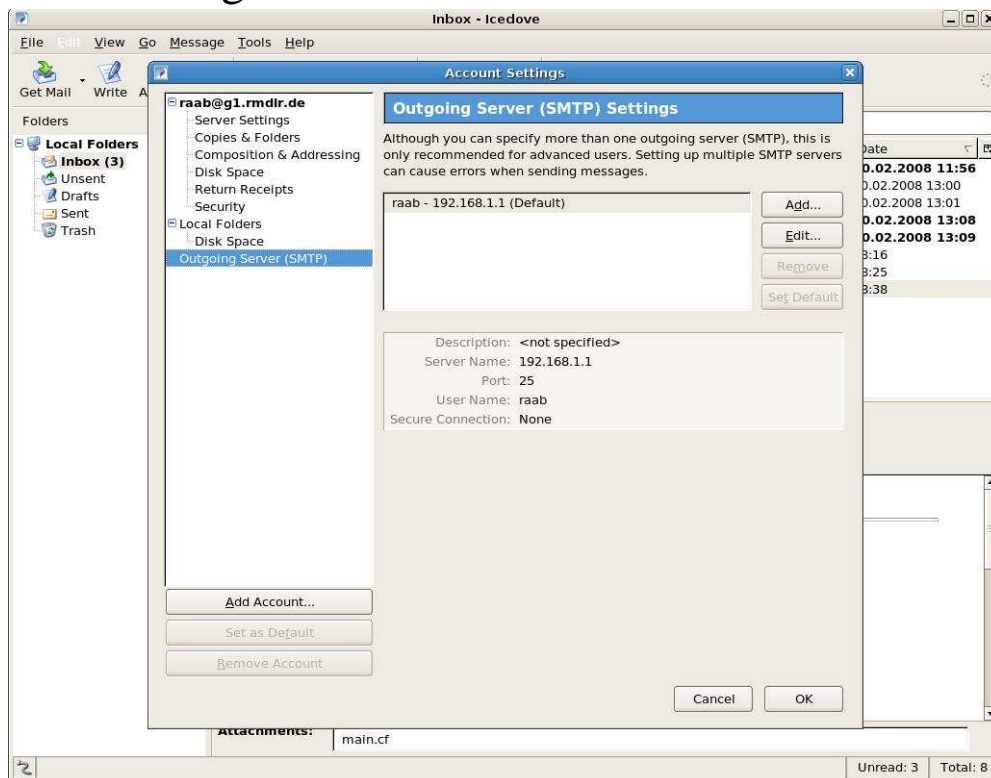 Inbox - Icedove
File Edit View Go Message Tools Help
Get Mail Write A
Folders
Local Folders
Inbox (3)
Unsent
Drafts
Sent
Trash
Account Settings
raab@g1.rmdir.de
Server Settings
Copies & Folders
Composition & Addressing
Disk Space
Return Receipts
Security
Local Folders
Disk Space
Outgoing Server (SMTP)
Add Account...
Set as Default
Remove Account
Outgoing Server (SMTP) Settings
Although you can specify more than one outgoing server (SMTP), this is
only recommended for advanced users. Setting up multiple SMTP servers
can cause errors when sending messages.
raab - 192.168.1.1 (Default)
Add...
Edit...
Remove
Set Default
Description: <not specified>
Server Name: 192.168.1.1
Port: 25
User Name: raab
Secure Connection: None
Cancel OK
Date
0.02.2008 11:56
0.02.2008 13:00
0.02.2008 13:01
0.02.2008 13:08
0.02.2008 13:09
3:16
3:25
3:38
Attachments: main.cf
Unread: 3 Total: 8